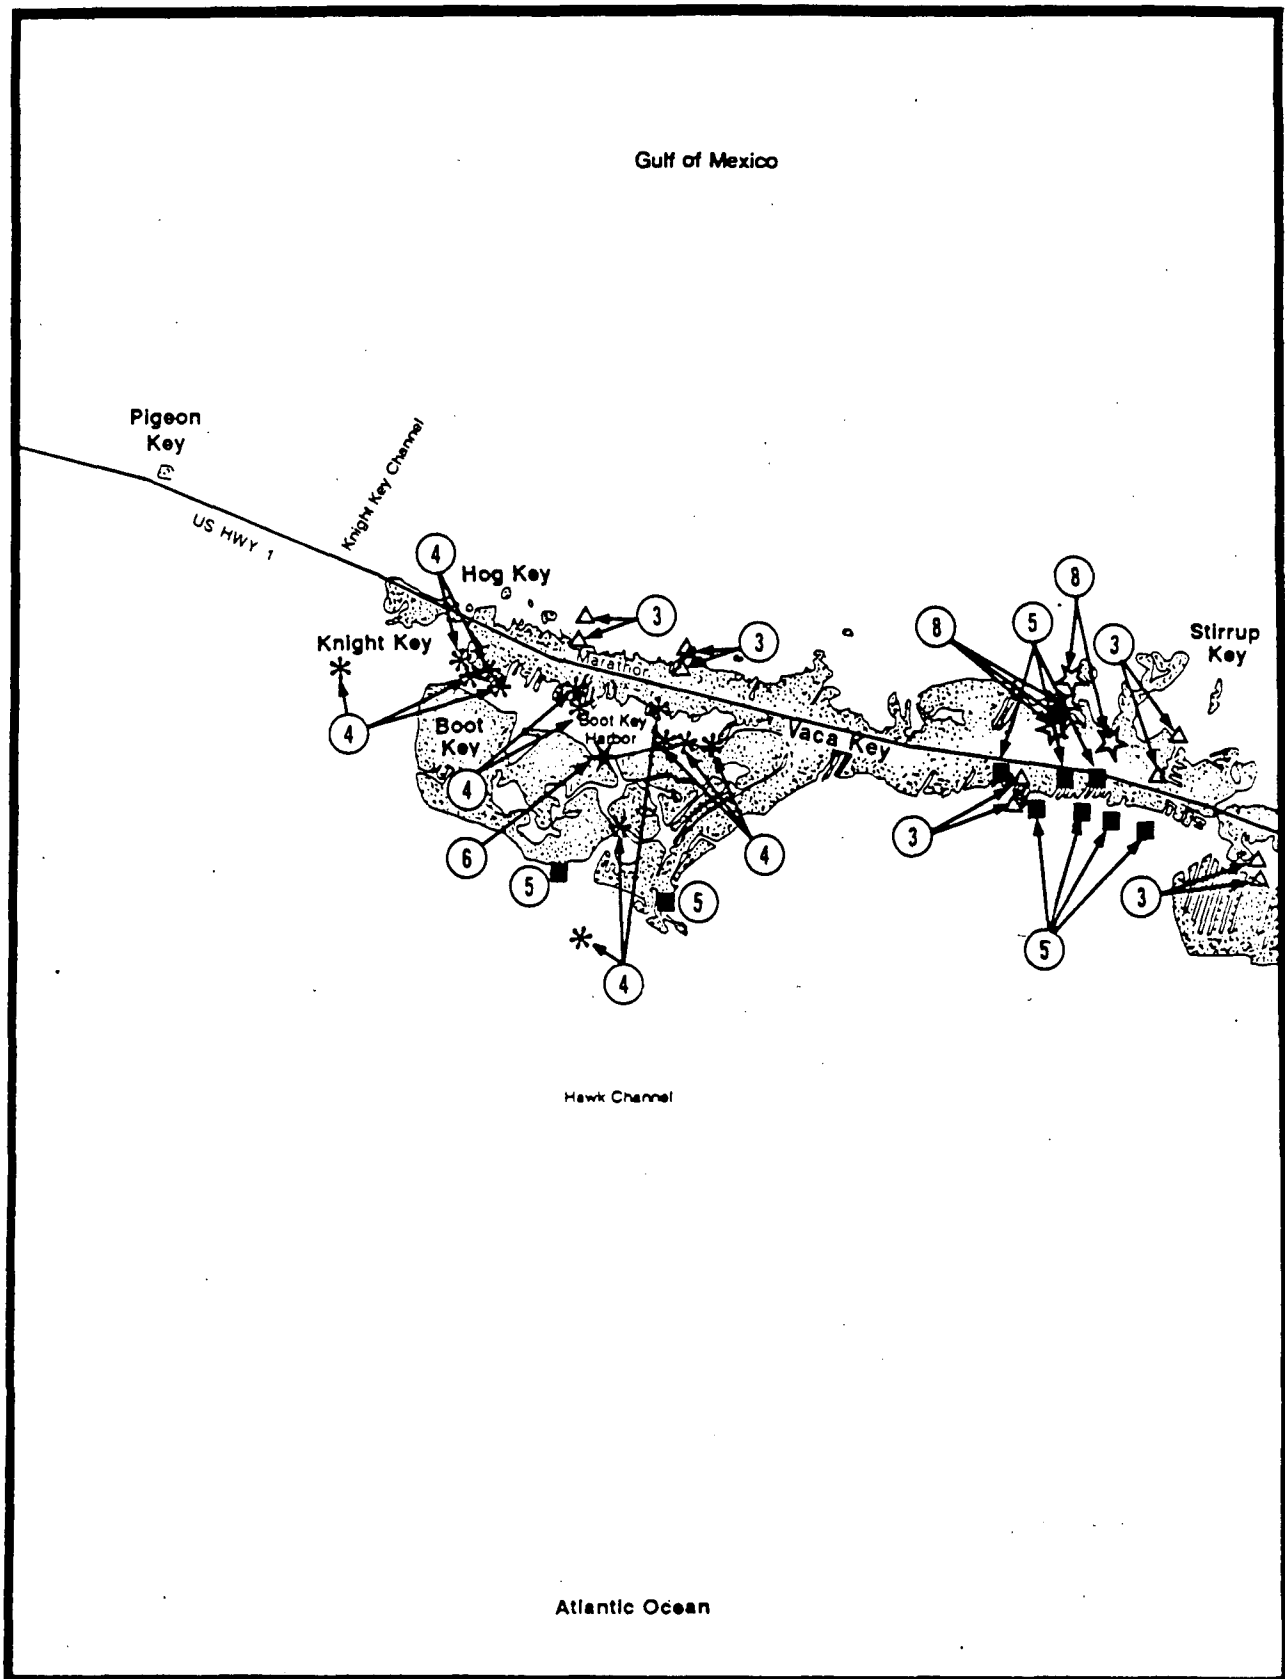 Gulf of Mexico
Pigeon
Key
Knight Key Channel
US HWY 1
4
Hog Key
8
3
8
5
3
Stirrup
Key
Knight Key
3
Marathon
4
Boot
Key
Boot Key
Harbor
Vaca Key
4
6
4
3
5
5
3
5
4
Hawk Channel
Atlantic Ocean